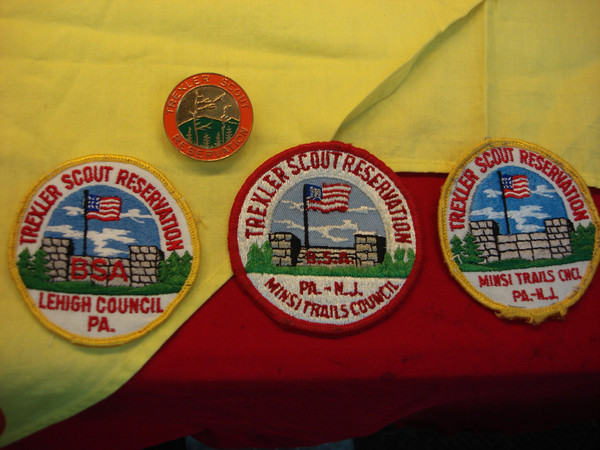 TREXLER SCOUT
RESERVATION
TREXLER SCOUT RESERVATION
BSA
LEHIGH COUNCIL
PA.
TREXLER SCOUT RESERVATION
B.S.A.
PA. - N.J.
MINSI TRAILS COUNCIL
TREXLER SCOUT RESERVATION
MINSI TRAILS CNCL
PA.-N.J.